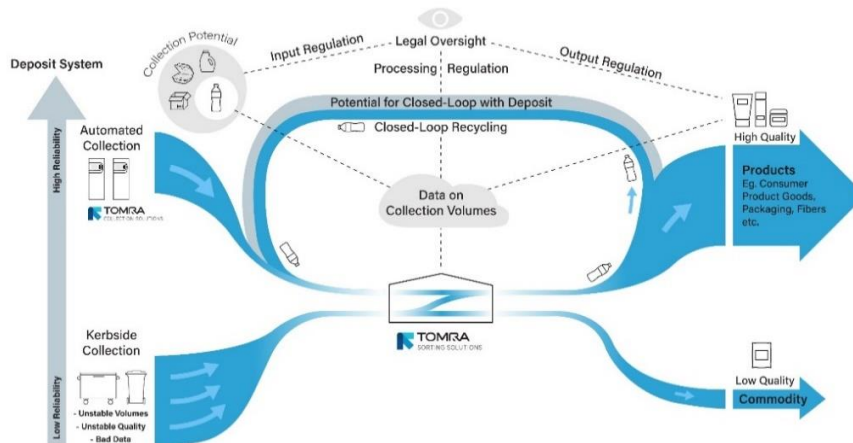 Deposit System
High Reliability
Low Reliability
Collection Potential
Input Regulation
Legal Oversight
Output Regulation
Processing Regulation
Potential for Closed-Loop with Deposit
Closed-Loop Recycling
Automated
Collection
TOMRA
COLLECTION SOLUTIONS
Data on
Collection Volumes
High Quality
Products
Eg. Consumer
Product Goods,
Packaging, Fibers
etc.
TOMRA
SORTING SOLUTIONS
Kerbside
Collection
- Unstable Volumes
- Unstable Quality
- Bad Data
Low Quality
Commodity